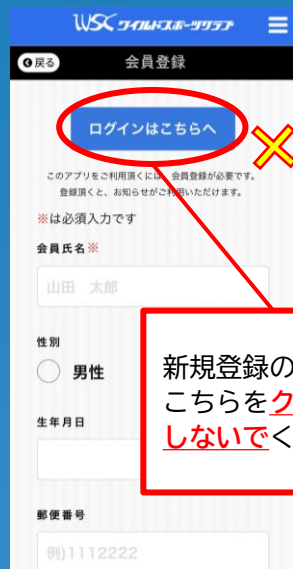 WSC ワイルドスポーツクラブ
戻る 会員登録
ログインはこちらへ
このアプリをご利用頂くには、会員登録が必要です。
登録頂くと、お知らせがご利用いただけます。
※は必須入力です
会員氏名※
山田 太郎
性別
男性
新規登録の
こちらをク
しないでく
生年月日
郵便番号
例)1112222